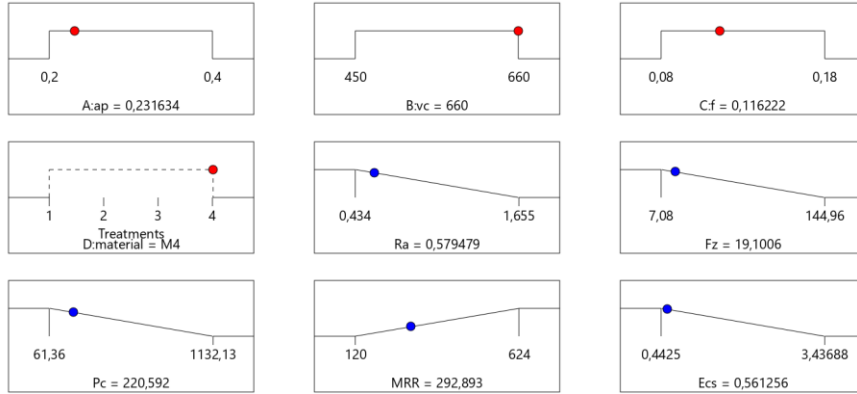 0,2 0,4
A:ap = 0,231634
450 660
B:vc = 660
0,08 0,18
C:f = 0,116222
1 2 3 4
Treatments
D:material = M4
0,434 1,655
Ra = 0,579479
7,08 144,96
Fz = 19,1006
61,36 1132,13
Pc = 220,592
120 624
MRR = 292,893
0,4425 3,43688
Ecs = 0,561256